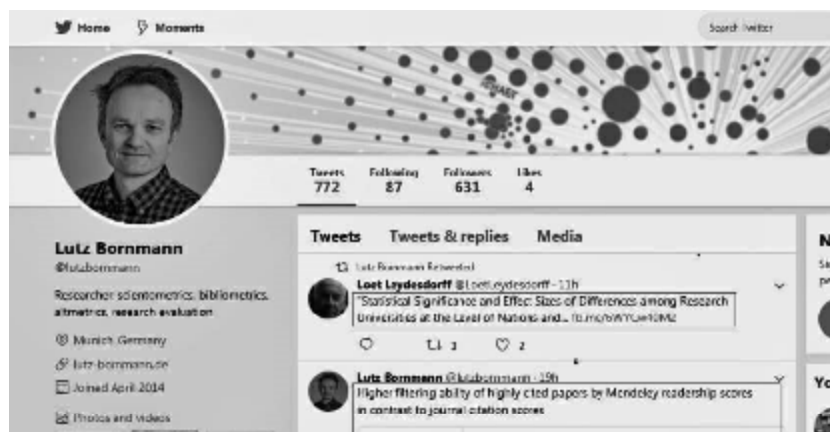 Home Moments Search Twitter
Tweets Following Followers Likes
772 87 631 4
Lutz Bornmann
@lutzbornmann
Researcher scientometrics, bibliometrics,
altmetrics, research evaluation
Munich, Germany
lutz-bornmann.de
Joined April 2014
Photos and videos
Tweets Tweets & replies Media
Lutz Bornmann Retweeted
Loet Leydesdorff @LoetLeydesdorff - 11h
"Statistical Significance and Effect Sizes of Differences among Research
Universities at the Level of Nations and...
3 2
Lutz Bornmann @lutzbornmann - 19h
Higher filtering ability of highly cited papers by Mendeley readership scores
in contrast to journal citation scores